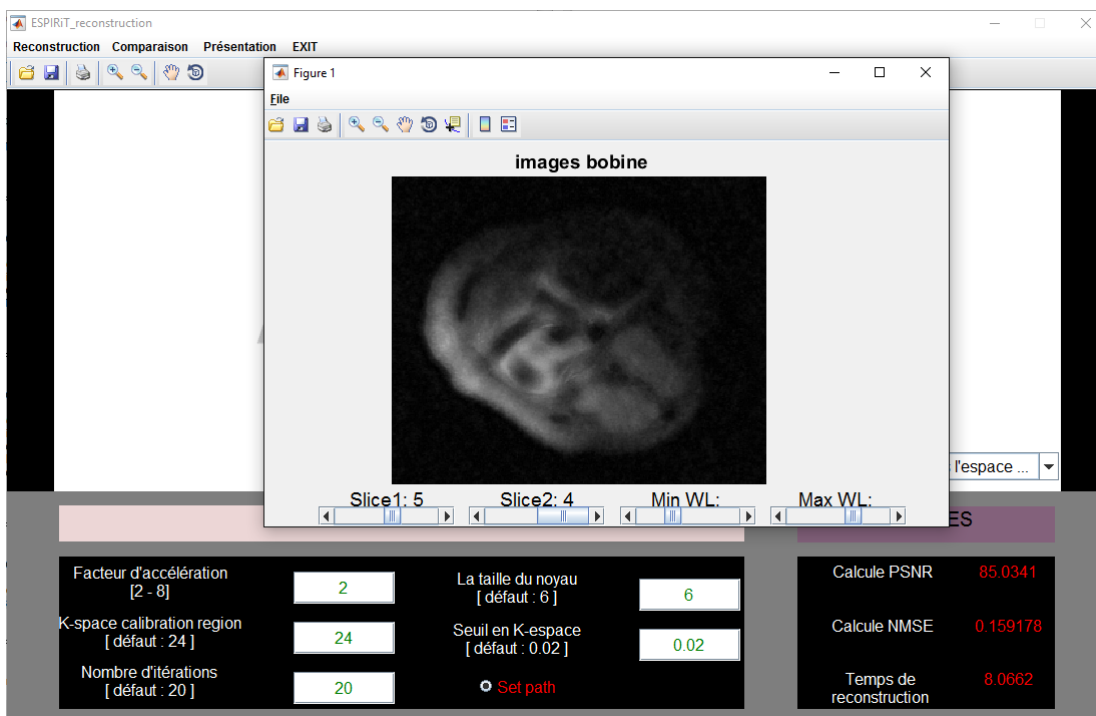 ESPIRiT_reconstruction
Reconstruction Comparaison Présentation EXIT
Figure 1
File
images bobine
Slice1: 5 Slice2: 4 Min WL: Max WL:
l'espace ...
ES
Facteur d'accélération
[2 - 8]
2
K-space calibration region
[ défaut : 24 ]
24
Nombre d'itérations
[ défaut : 20 ]
20
La taille du noyau
[ défaut : 6 ]
6
Seuil en K-espace
[ défaut : 0.02 ]
0.02
Set path
Calcule PSNR 85.0341
Calcule NMSE 0.159178
Temps de
reconstruction
8.0662